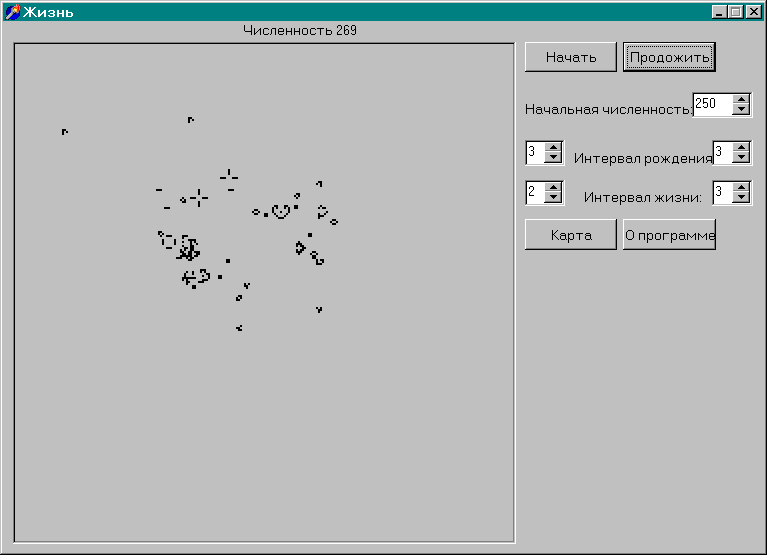 Жизнь
Численность 269
Начать
Продожить
Начальная численность:
250
3
Интервал рождения
3
2
Интервал жизни:
3
Карта
О программе